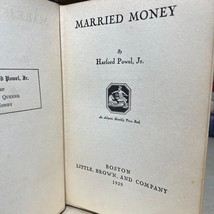 MARRIED MONEY
By
Harford Powel, Jr.
An Atlantic Monthly Press Book
BOSTON
LITTLE, BROWN, AND COMPANY
1929
d Powel, Jr.
QUEENS
MONEY